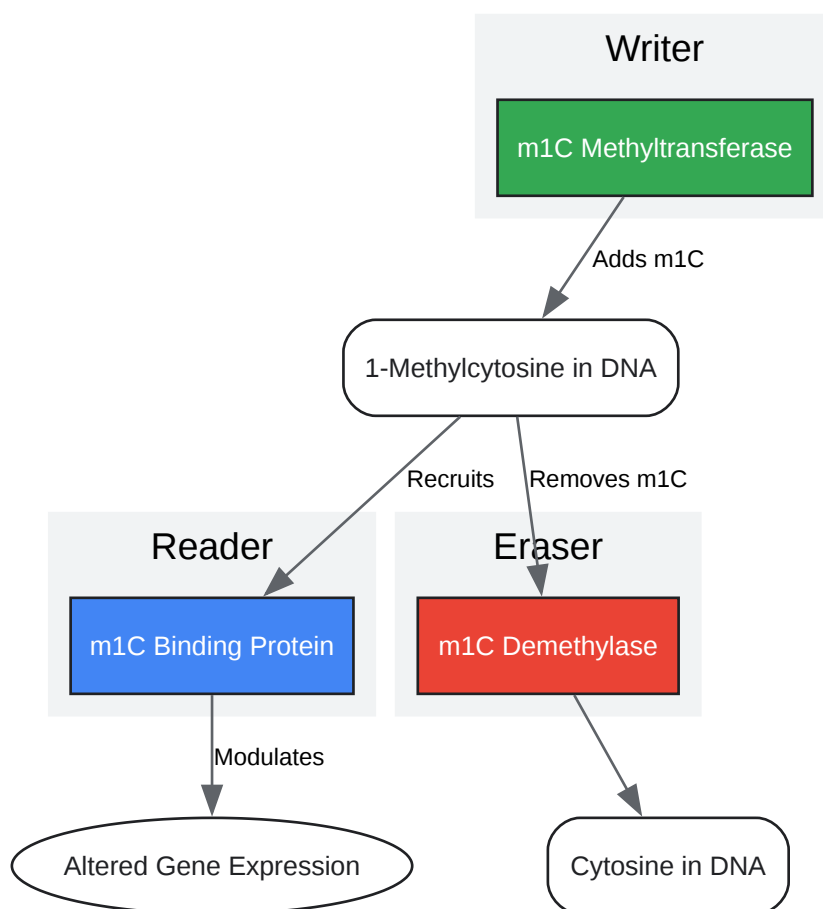 Writer
m1C Methyltransferase
Adds m1C
1-Methylcytosine in DNA
Recruits
Removes m1C
Reader
Eraser
m1C Binding Protein
m1C Demethylase
Modulates
Altered Gene Expression
Cytosine in DNA